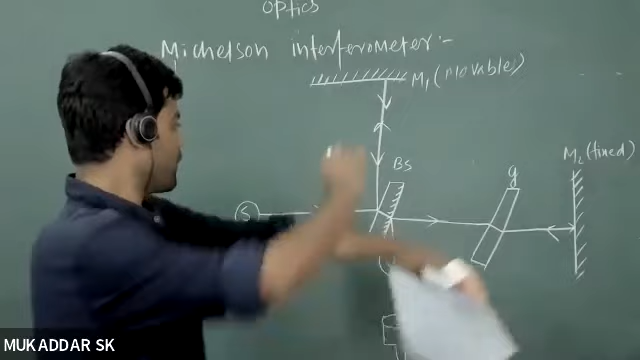 optics
Michelson interferometer:-
M1 (movable)
BS
g
M2 (fixed)
S
MUKADDAR SK